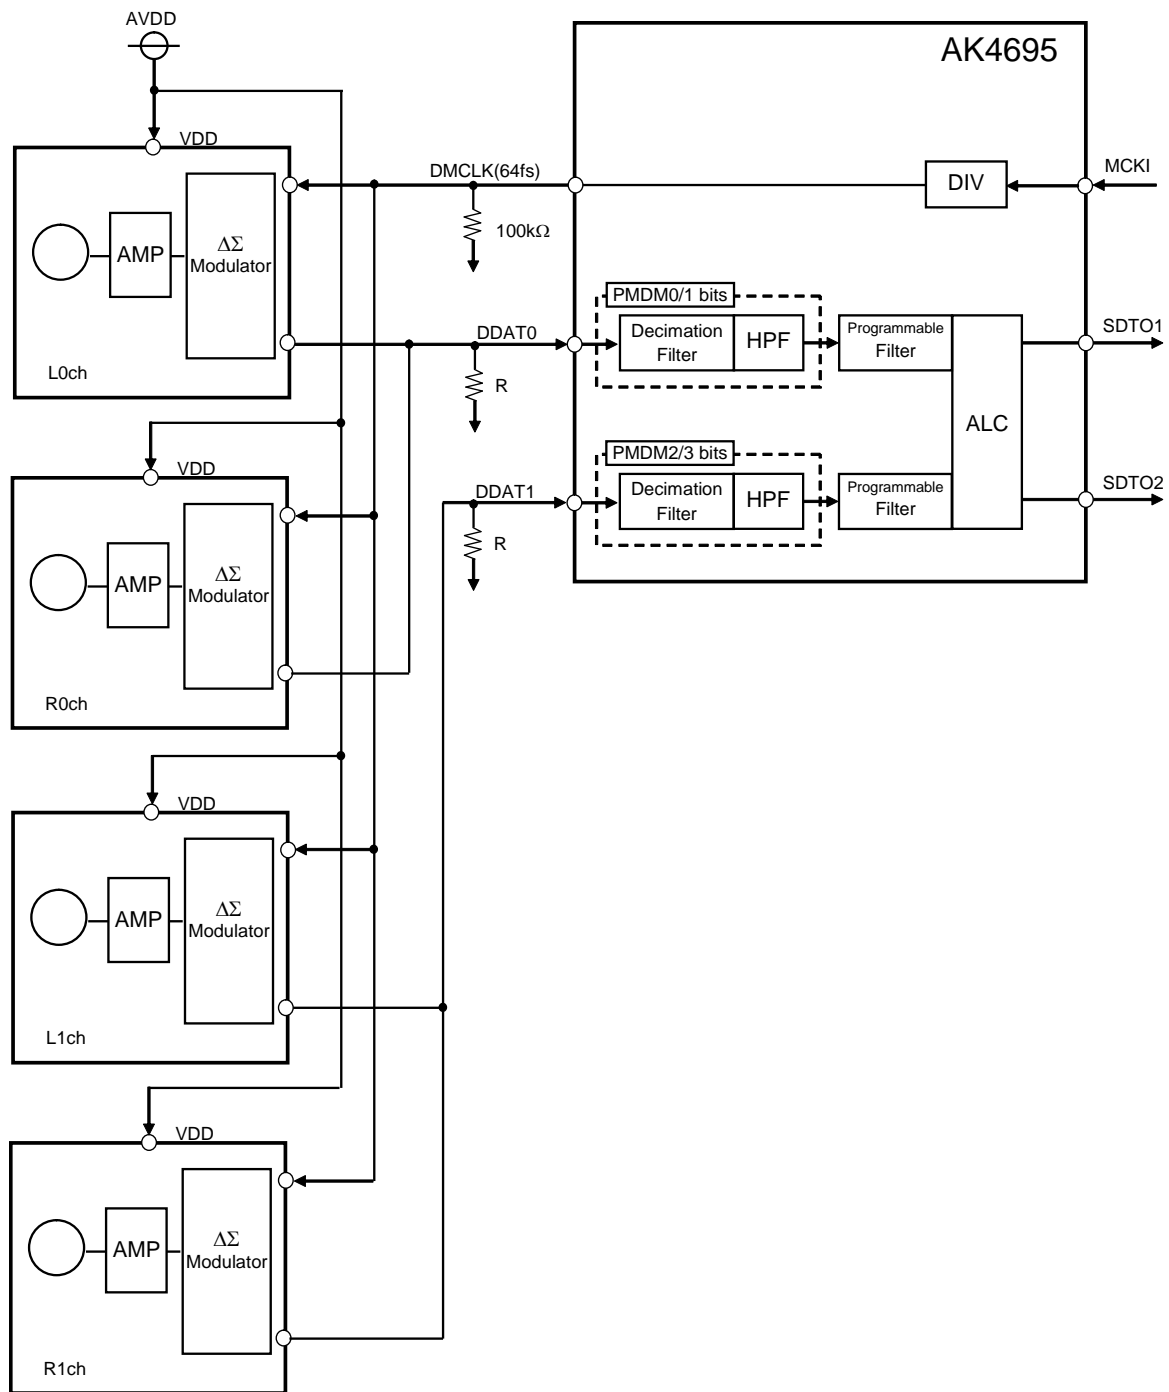 AVDD
AK4695
VDD
DMCLK(64fs)
DIV
MCKI
AMP
ΔΣ
Modulator
100kΩ
PMDM0/1 bits
DDAT0
Decimation
Filter
HPF
Programmable
Filter
SDTO1
L0ch
R
ALC
PMDM2/3 bits
VDD
DDAT1
Decimation
Filter
HPF
Programmable
Filter
SDTO2
R
AMP
ΔΣ
Modulator
R0ch
VDD
AMP
ΔΣ
Modulator
L1ch
VDD
AMP
ΔΣ
Modulator
R1ch